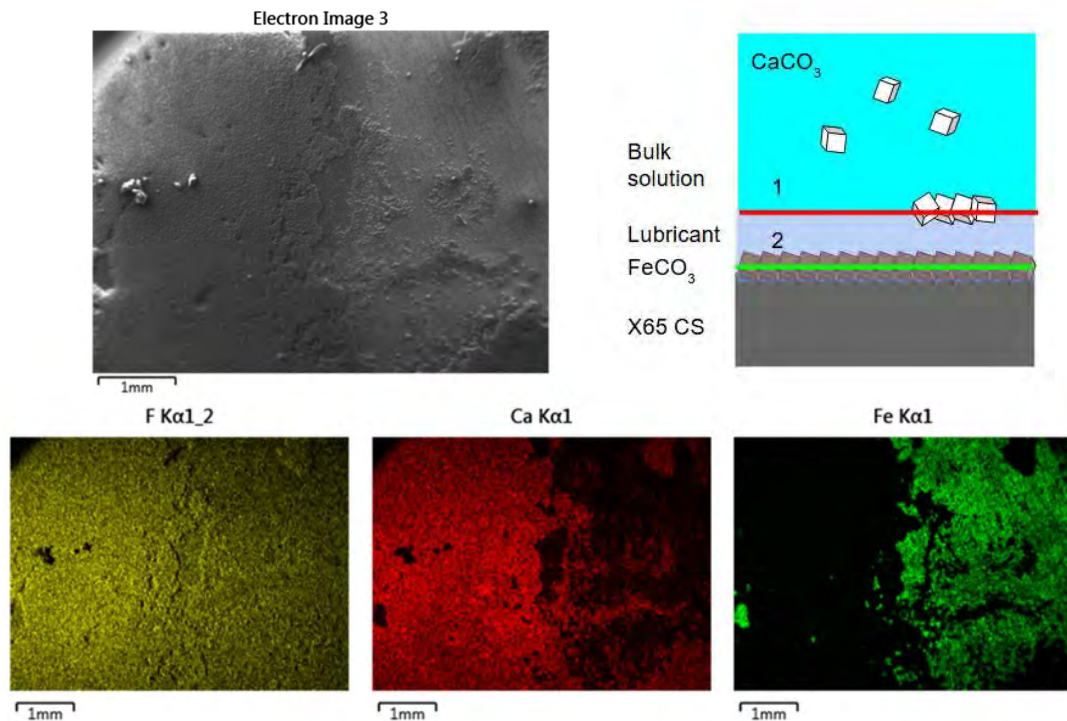 Electron Image 3
1mm
CaCO₃
Bulk
solution
1
Lubricant
2
FeCO₃
X65 CS
F Kα1_2
1mm
Ca Kα1
1mm
Fe Kα1
1mm